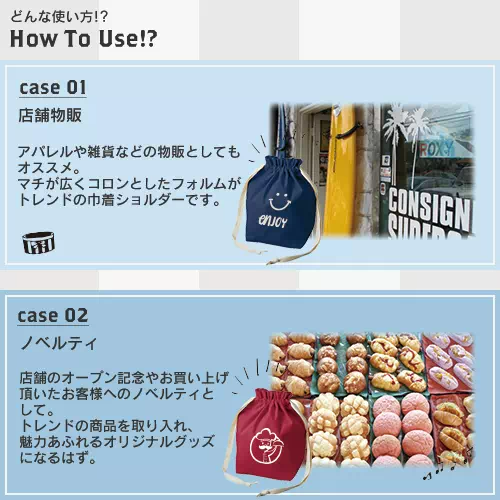 どんな使い方!?
How To Use!?
case 01
店舗物販
アパレルや雑貨などの物販としても
オススメ。
マチが広くコロンとしたフォルムが
トレンドの巾着ショルダーです。
ROXY
CONSIGN
SUPERCO
ENJOY
case 02
ノベルティ
店舗のオープン記念やお買い上げ
頂いたお客様へのノベルティと
して。
トレンドの商品を取り入れ、
魅力あふれるオリジナルグッズ
になるはず。